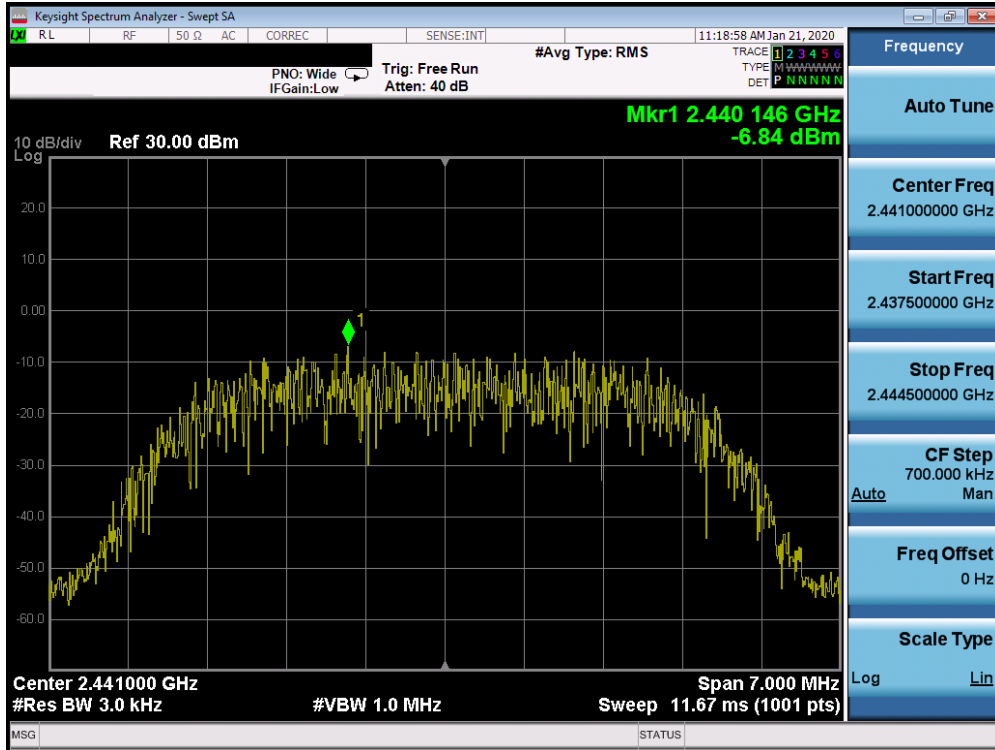 Keysight Spectrum Analyzer - Swept SA
LXI RL RF 50 Ω AC CORREC SENSE:INT 11:18:58 AM Jan 21, 2020
#Avg Type: RMS
TRACE 1 2 3 4 5 6
PNO: Wide Trig: Free Run TYPE M W W W W W
IFGain:Low Atten: 40 dB DET P N N N N N
Mkr1 2.440 146 GHz
-6.84 dBm
10 dB/div Ref 30.00 dBm
Log
20.0
10.0
0.00
1
-10.0
-20.0
-30.0
-40.0
-50.0
-60.0
Center 2.441000 GHz Span 7.000 MHz
#Res BW 3.0 kHz #VBW 1.0 MHz Sweep 11.67 ms (1001 pts)
MSG STATUS
Frequency
Auto Tune
Center Freq
2.441000000 GHz
Start Freq
2.437500000 GHz
Stop Freq
2.444500000 GHz
CF Step
700.000 kHz
Auto Man
Freq Offset
0 Hz
Scale Type
Log Lin